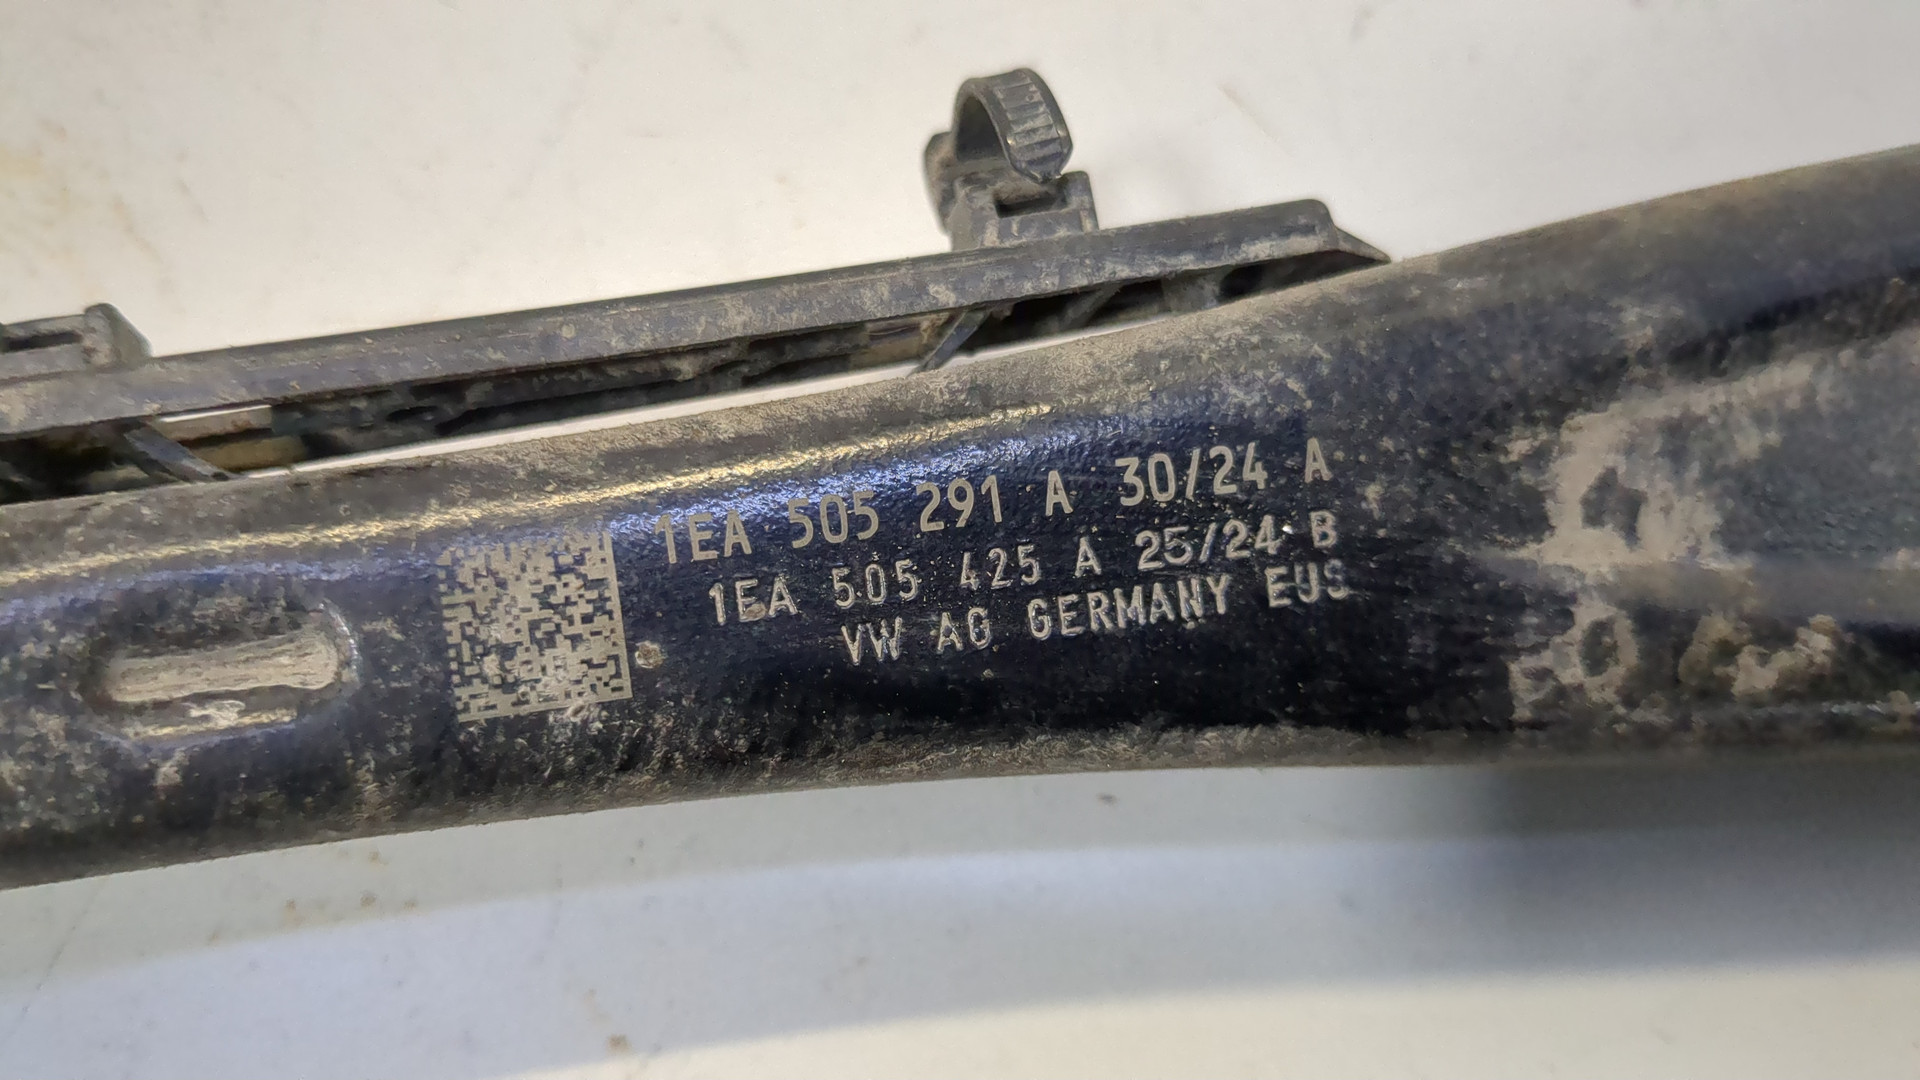 1EA 505 291 A 30/24 A
1EA 505 425 A 25/24 B
VW AG GERMANY EUS